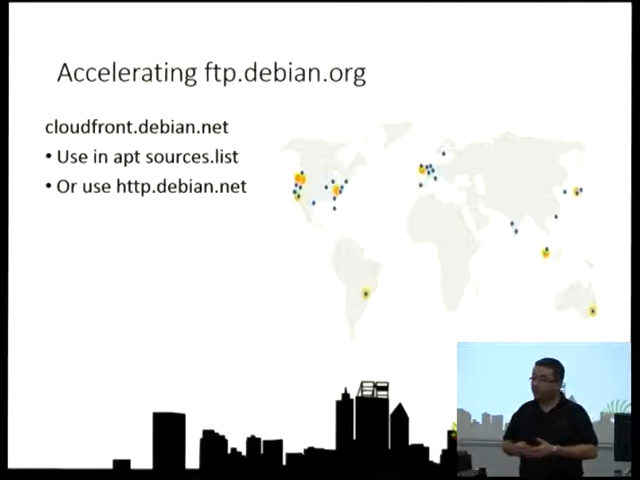 Accelerating ftp.debian.org
cloudfront.debian.net
• Use in apt sources.list
• Or use http.debian.net